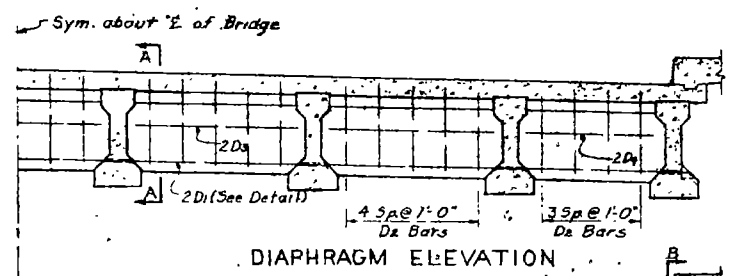 Sym. about ℄ of Bridge
A
2D3
2D4
A
2D1(See Detail)
4 Sp.@ 1'-0"
D2 Bars
3 Sp.@ 1'-0"
D2 Bars
DIAPHRAGM ELEVATION
B